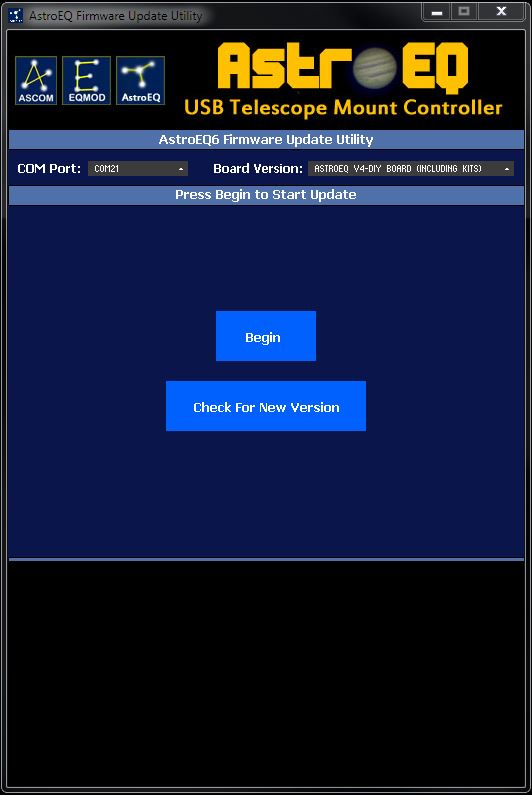 AstroEQ Firmware Update Utility
ASCOM EQMOD AstroEQ
AstroEQ
USB Telescope Mount Controller
AstroEQ6 Firmware Update Utility
COM Port: COM21 Board Version: ASTROEQ V4-DIY BOARD (INCLUDING KITS)
Press Begin to Start Update
Begin
Check For New Version